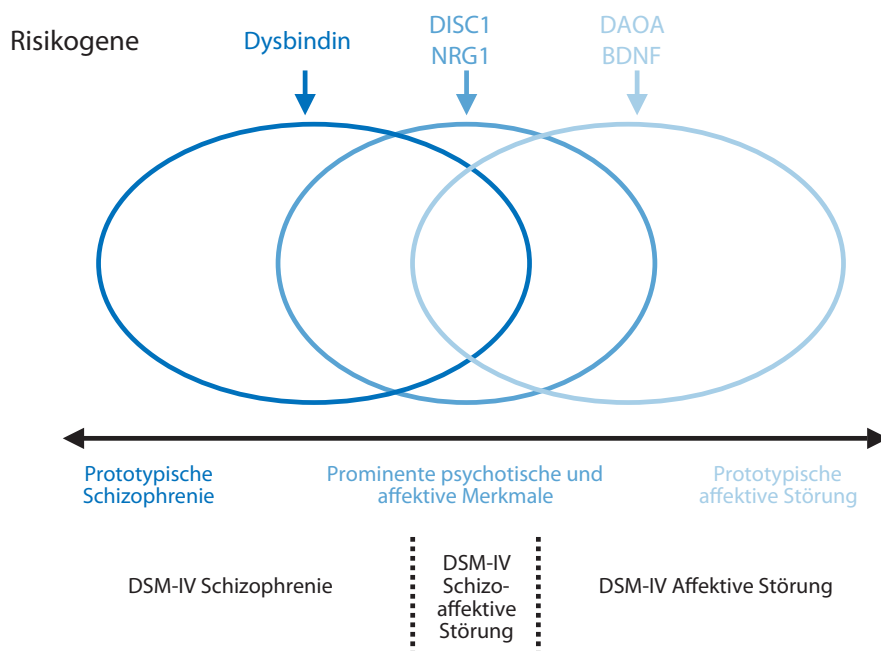 Risikogene
Dysbindin
DISC1
NRG1
DAOA
BDNF
Prototypische
Schizophrenie
Prominente psychotische und
affektive Merkmale
Prototypische
affektive Störung
DSM-IV Schizophrenie
DSM-IV
Schizo-
affektive
Störung
DSM-IV Affektive Störung